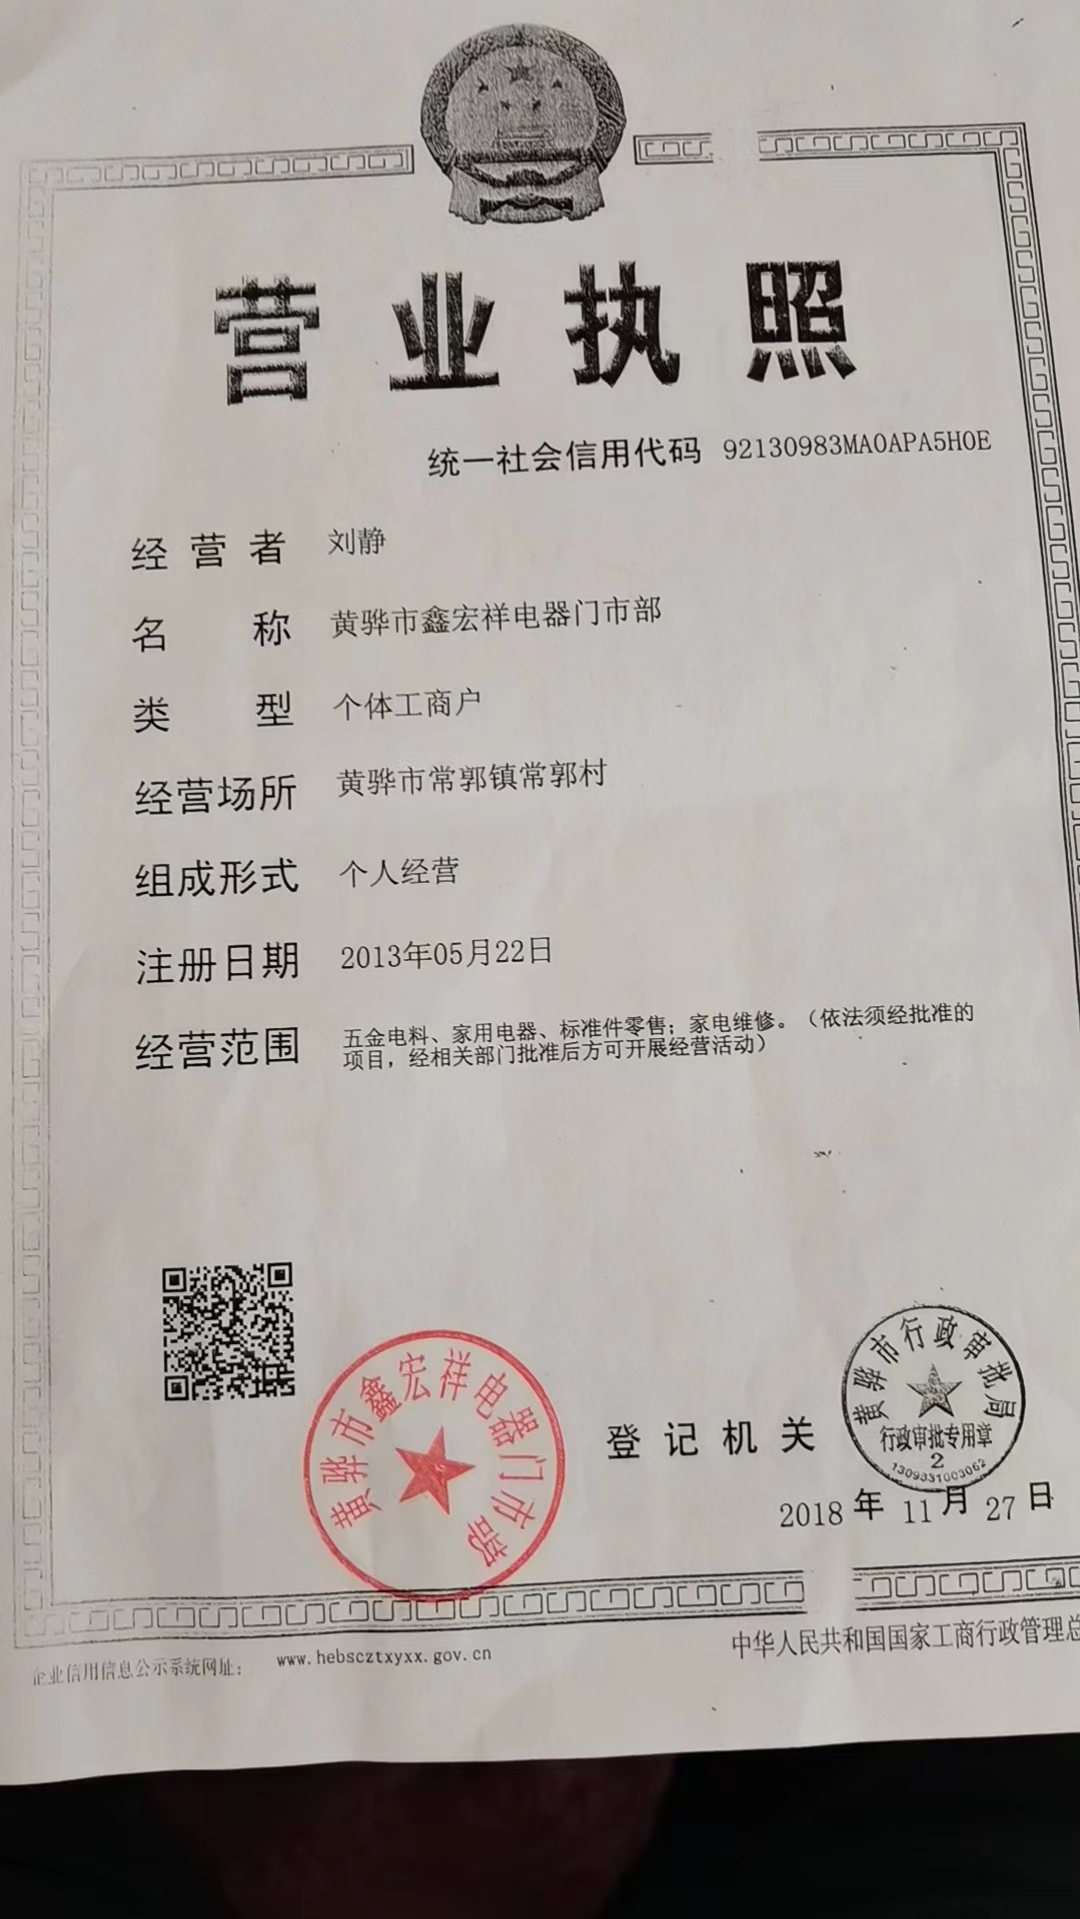 营业执照
统一社会信用代码 92130983MA0APA5H0E
经营者 刘静
名称 黄骅市鑫宏祥电器门市部
类型 个体工商户
经营场所 黄骅市常郭镇常郭村
组成形式 个人经营
注册日期 2013年05月22日
经营范围 五金电料、家用电器、标准件零售；家电维修。（依法须经批准的
项目，经相关部门批准后方可开展经营活动）
黄骅市鑫宏祥电器门市部
黄骅市行政审批局
行政审批专用章
2
1309831003062
登记机关
2018年11月27日
企业信用信息公示系统网址： www.hebscztxyxx.gov.cn
中华人民共和国国家工商行政管理总